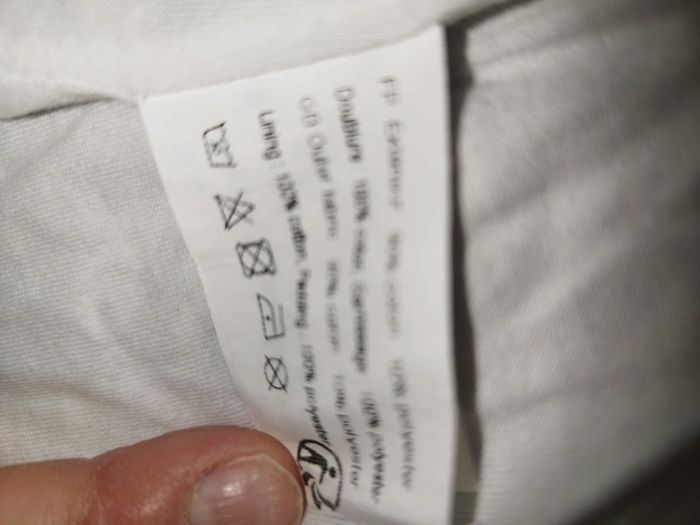 FR Extérieur : 90% coton 10% polyester
Doublure : 100% coton, Garnissage : 100% polyester
GB Outer fabric : 90% cotton 10% polyester
Lining : 100% cotton, Padding : 100% polyester